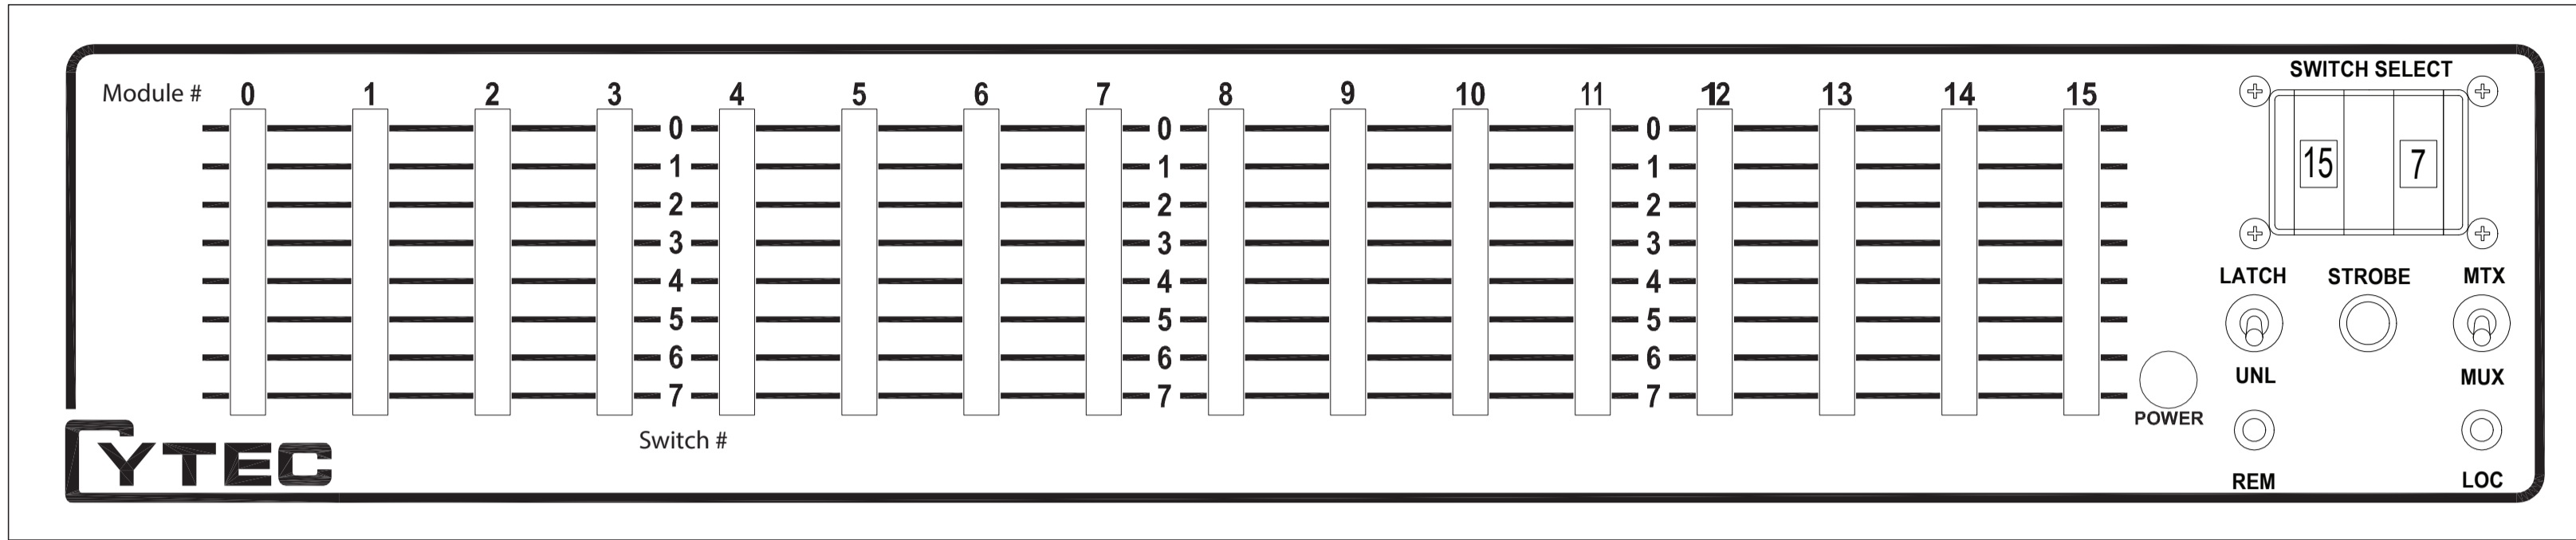 SWITCH SELECT
Module # 0 1 2 3 4 5 6 7 8 9 10 11 12 13 14 15
0 0 0
1 1 1
15 7
2 2 2
3 3 3
4 4 4
LATCH STROBE MTX
5 5 5
6 6 6
UNL MUX
7 7 7
POWER
Switch #
CYTEC
REM LOC